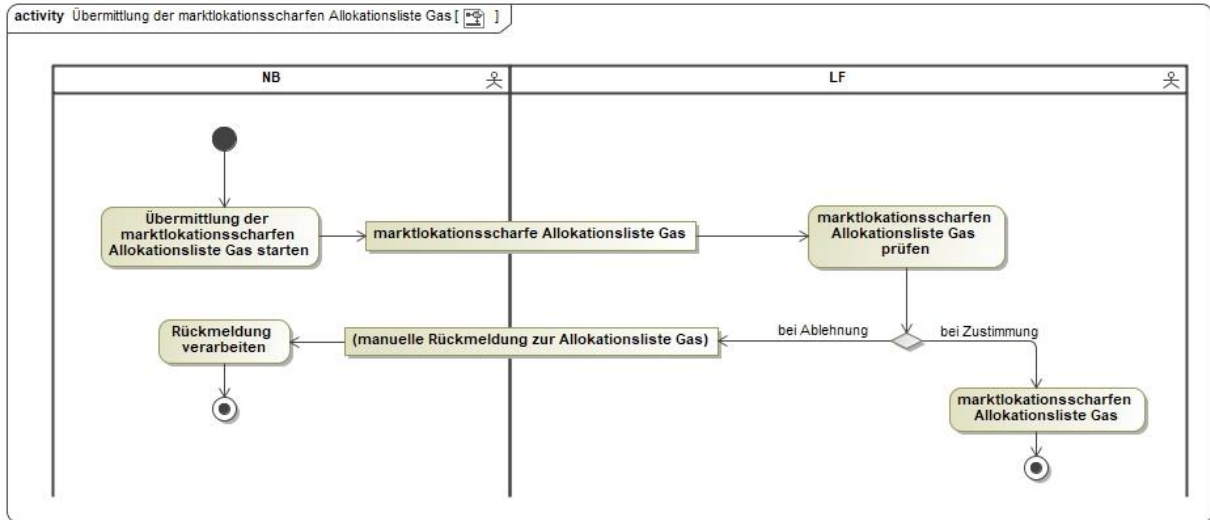 activity Übermittlung der marktlokationsscharfen Allokationsliste Gas [ ]
NB
LF
Übermittlung der
marktlokationsscharfen
Allokationsliste Gas starten
marktlokationsscharfe Allokationsliste Gas
marktlokationsscharfen
Allokationsliste Gas
prüfen
Rückmeldung
verarbeiten
(manuelle Rückmeldung zur Allokationsliste Gas)
bei Ablehnung
bei Zustimmung
marktlokationsscharfen
Allokationsliste Gas